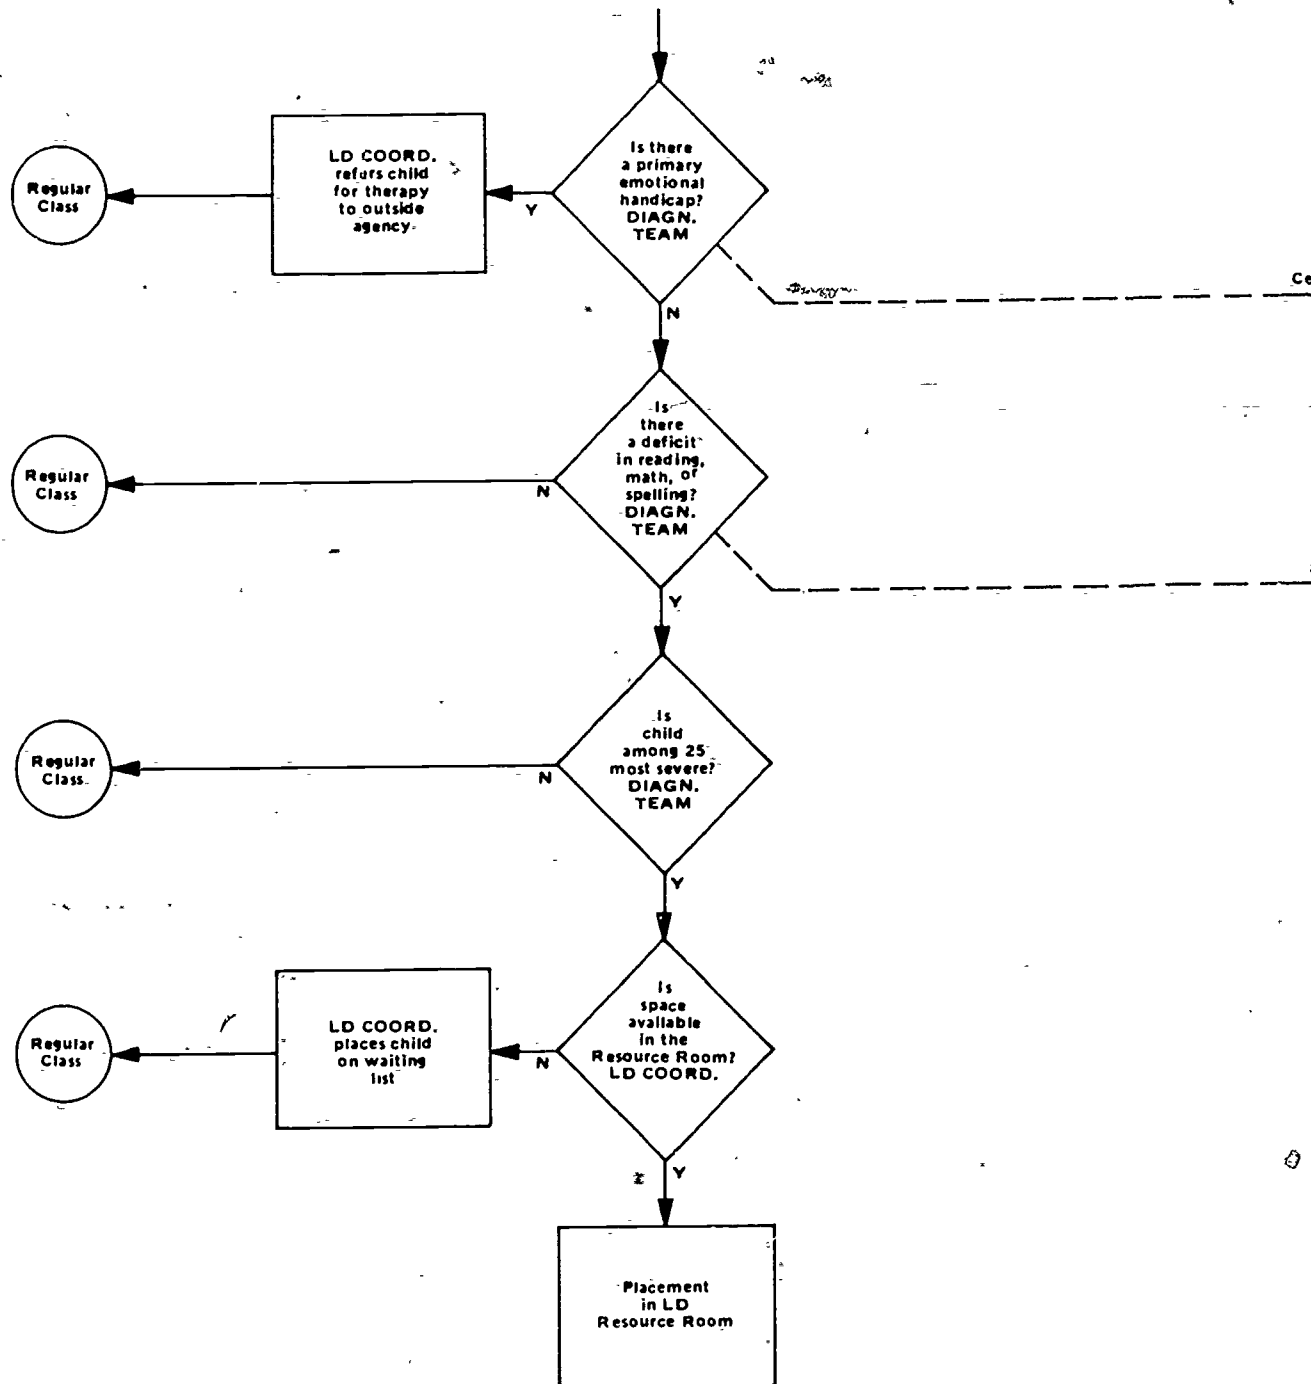 Is there
a primary
emotional
handicap?
DIAGN.
TEAM
LD COORD.
refers child
for therapy
to outside
agency
Regular
Class
Y
N
Is
there
a deficit
in reading,
math, or
spelling?
DIAGN.
TEAM
Regular
Class
N
Y
Is
child
among 25
most severe?
DIAGN.
TEAM
Regular
Class
N
Y
Is
space
available
in the
Resource Room?
LD COORD.
LD COORD.
places child
on waiting
list
Regular
Class
N
Y
Placement
in LD
Resource Room